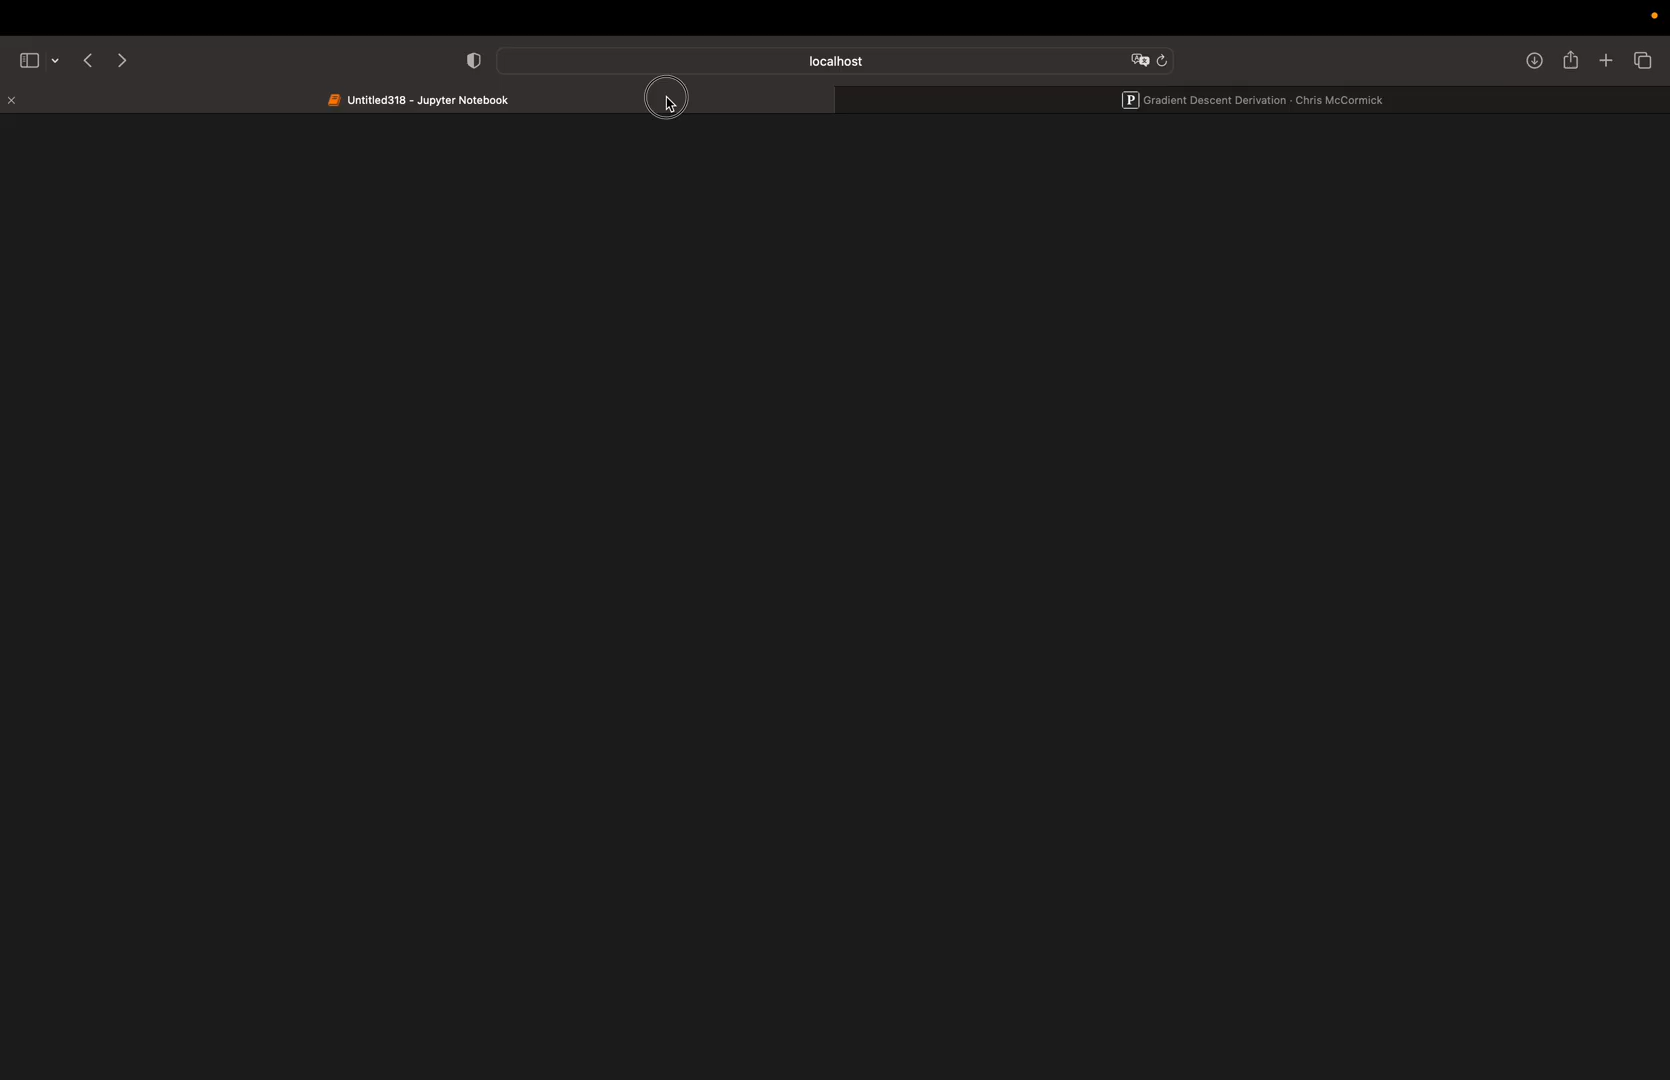 localhost
Untitled318 - Jupyter Notebook
P Gradient Descent Derivation · Chris McCormick